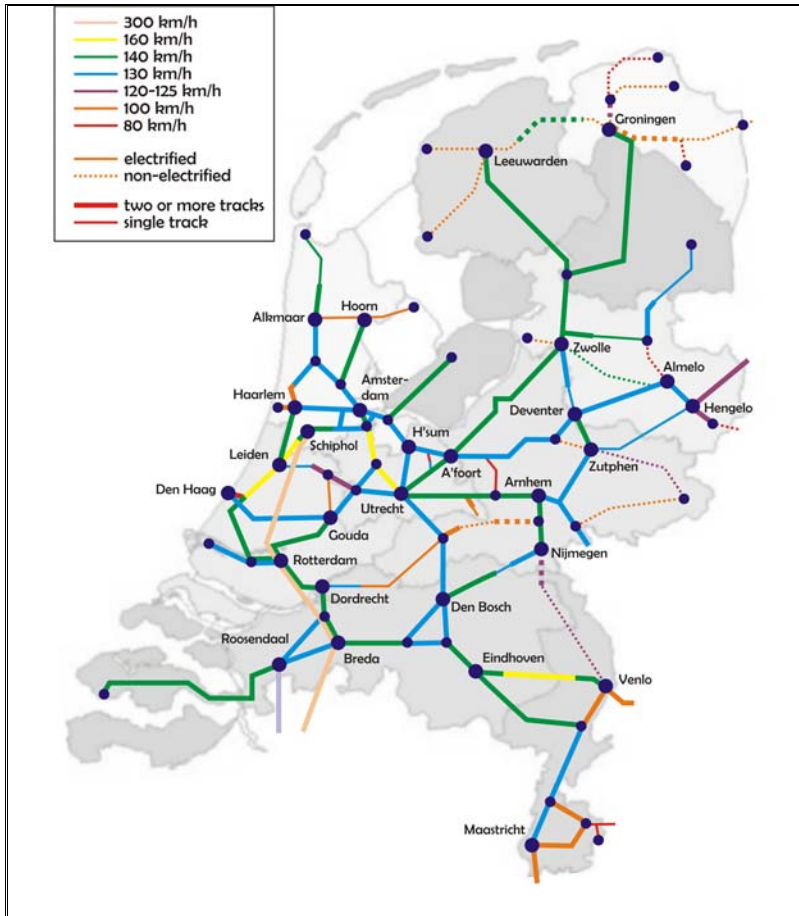 300 km/h
160 km/h
140 km/h
130 km/h
120-125 km/h
100 km/h
80 km/h
electrified
non-electrified
two or more tracks
single track
Groningen
Leeuwarden
Alkmaar
Hoorn
Zwolle
Almelo
Haarlem
Amster-
dam
Deventer
Hengelo
Schiphol
H'sum
Leiden
A'foort
Zutphen
Den Haag
Arnhem
Utrecht
Gouda
Nijmegen
Rotterdam
Dordrecht
Den Bosch
Roosendaal
Breda
Eindhoven
Venlo
Maastricht